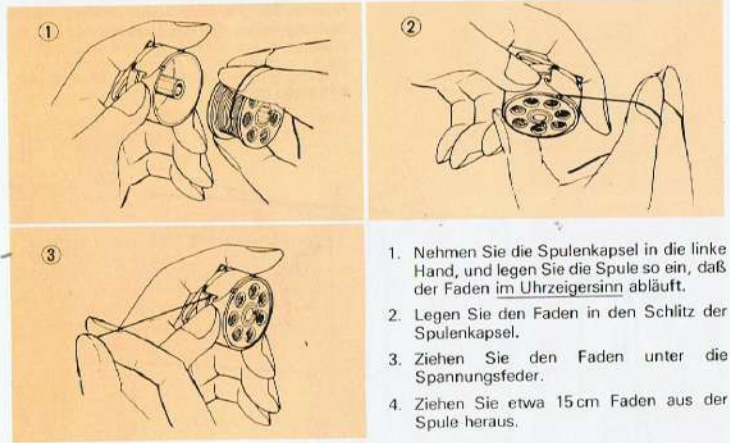 1
2
3
1. Nehmen Sie die Spulenkapsel in die linke
Hand, und legen Sie die Spule so ein, daß
der Faden im Uhrzeigersinn abläuft.
2. Legen Sie den Faden in den Schlitz der
Spulenkapsel.
3. Ziehen Sie den Faden unter die
Spannungsfeder.
4. Ziehen Sie etwa 15 cm Faden aus der
Spule heraus.